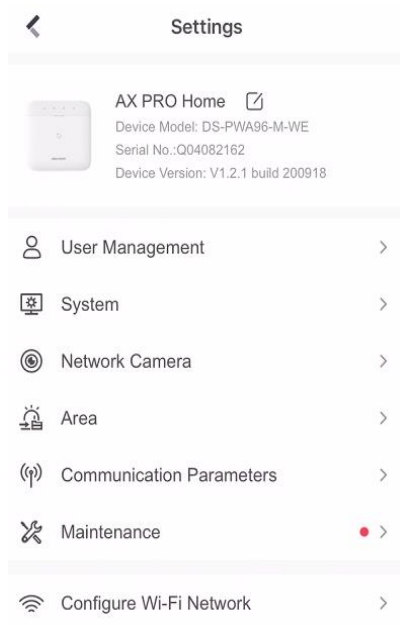 Settings
AX PRO Home
Device Model: DS-PWA96-M-WE
Serial No.:Q04082162
Device Version: V1.2.1 build 200918
User Management
System
Network Camera
Area
Communication Parameters
Maintenance
Configure Wi-Fi Network